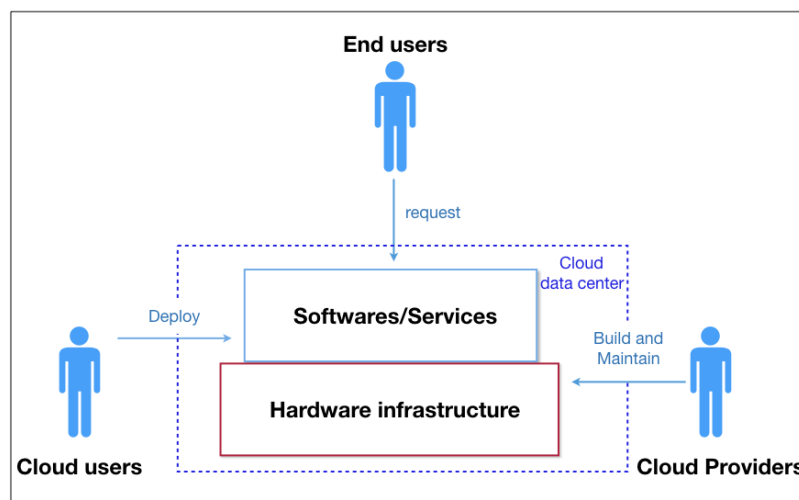 End users
request
Cloud
data center
Softwares/Services
Deploy
Build and
Maintain
Hardware infrastructure
Cloud users
Cloud Providers